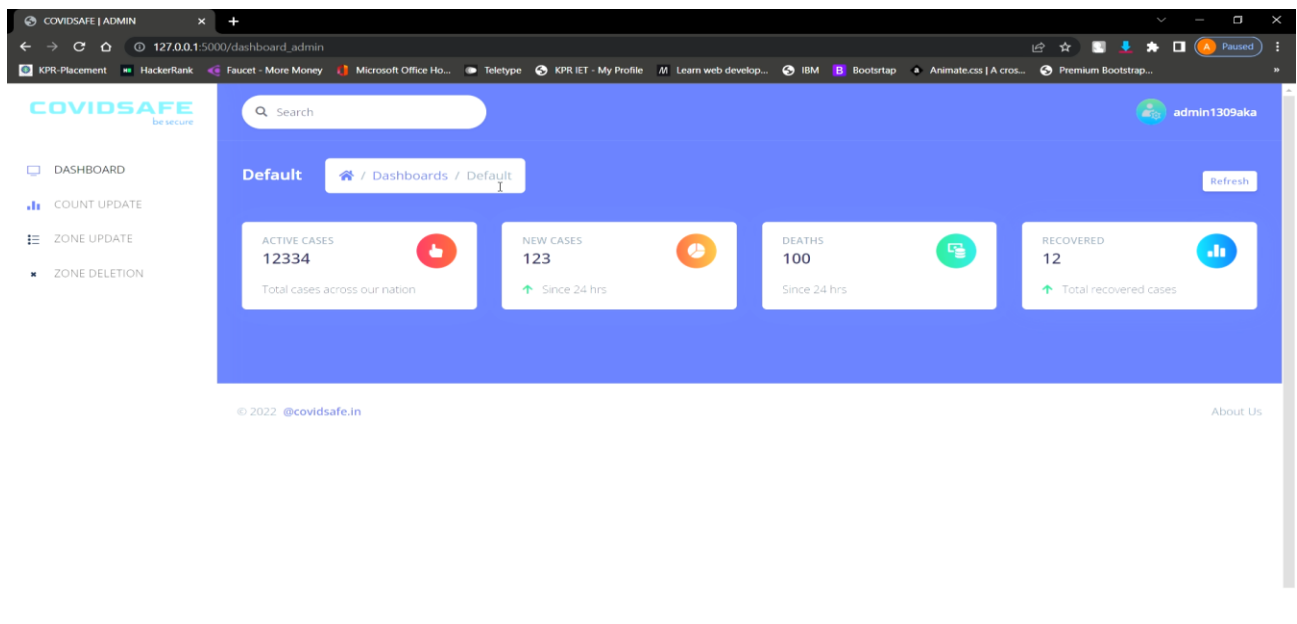 COVIDSAFE | ADMIN
127.0.0.1:5000/dashboard_admin
A Paused
KPR-Placement HackerRank Faucet - More Money Microsoft Office Ho... Teletype KPR IET - My Profile Learn web develop... IBM Bootsrtap Animate.css | A cros... Premium Bootstrap... »
COVIDSAFE
be secure
Search
admin1309aka
DASHBOARD
COUNT UPDATE
ZONE UPDATE
ZONE DELETION
Default
/ Dashboards / Default
Refresh
ACTIVE CASES
12334
Total cases across our nation
NEW CASES
123
Since 24 hrs
DEATHS
100
Since 24 hrs
RECOVERED
12
Total recovered cases
© 2022 @covidsafe.in
About Us